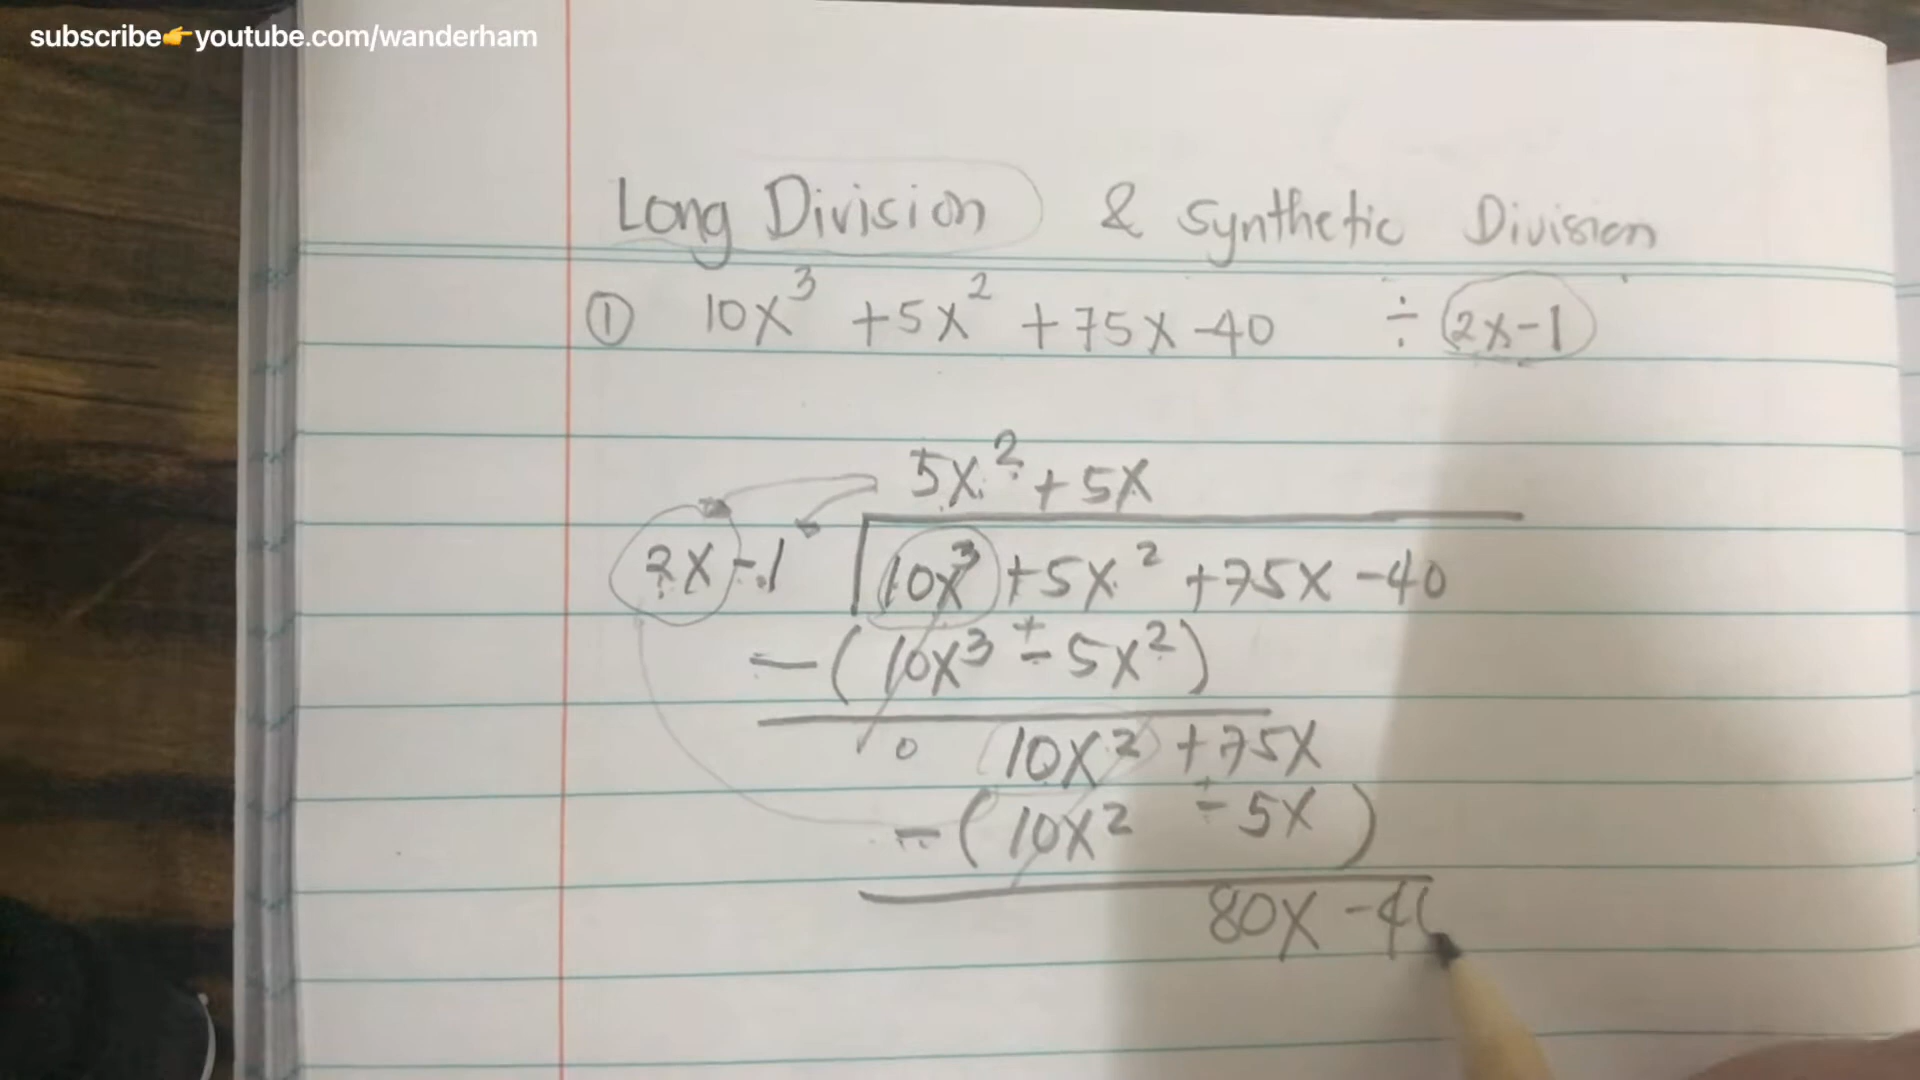 subscribe👉youtube.com/wanderham
Long Division & Synthetic Division
① 10x³ +5x² +75x -40 ÷ 2x-1
5x² + 5x
2x-1 10x³ +5x² +75x -40
-(10x³ - + 5x²)
0 10x² +75x
-(10x² - + 5x)
80x -40